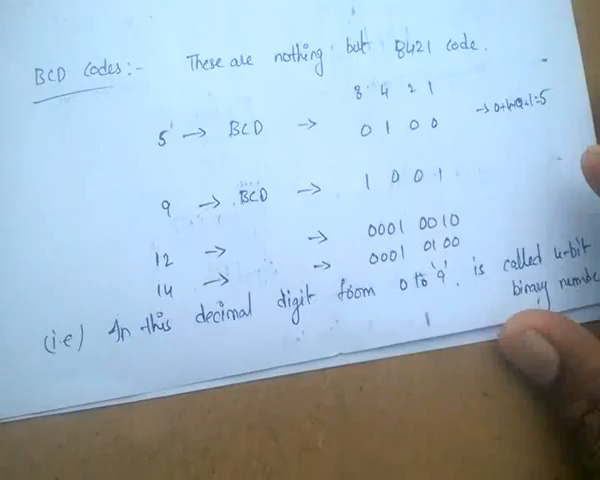 BCD Codes:- These are nothing but 8421 code.
8 4 2 1
5 → BCD → 0 1 0 0 → 0+4+0+1=5
9 → BCD → 1 0 0 1
12 → → 0001 0010
14 → → 0001 0100
(i.e) In this decimal digit from 0 to '9'. is called 4-bit
binary numbe